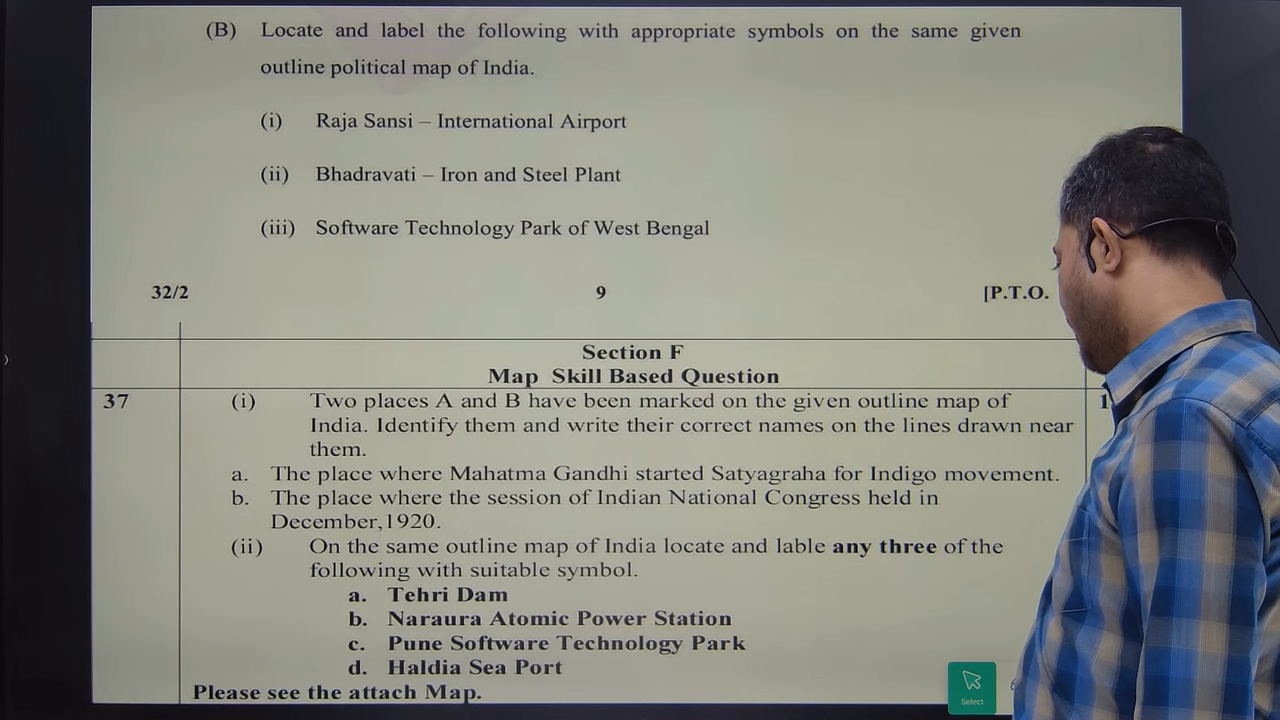 (B) Locate and label the following with appropriate symbols on the same given
outline political map of India.
(i) Raja Sansi – International Airport
(ii) Bhadravati – Iron and Steel Plant
(iii) Software Technology Park of West Bengal
32/2 9 [P.T.O.
Section F
Map Skill Based Question
37 (i) Two places A and B have been marked on the given outline map of
India. Identify them and write their correct names on the lines drawn near
them.
a. The place where Mahatma Gandhi started Satyagraha for Indigo movement.
b. The place where the session of Indian National Congress held in
December,1920.
(ii) On the same outline map of India locate and lable any three of the
following with suitable symbol.
a. Tehri Dam
b. Naraura Atomic Power Station
c. Pune Software Technology Park
d. Haldia Sea Port
Please see the attach Map.
Select